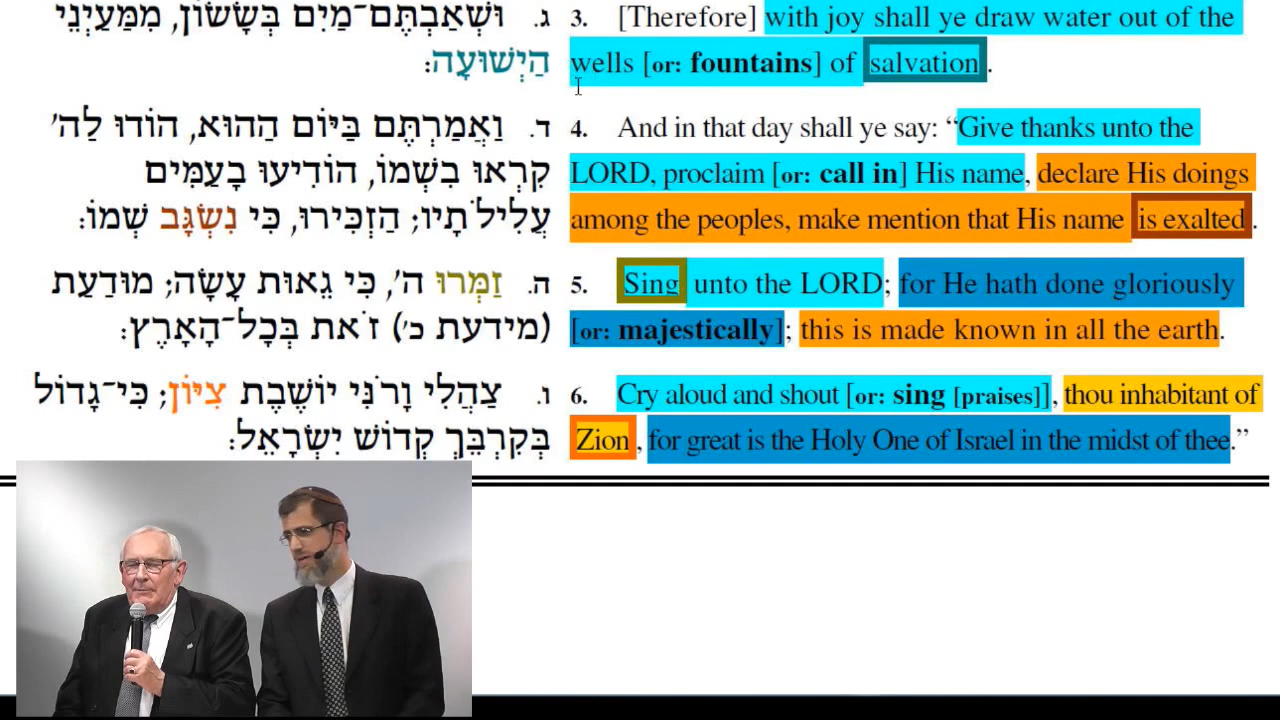 ג. וּשְׁאַבְתֶּם־מַיִם בְּשָׂשׂוֹן, מִמַּעַיְנֵי
הַיְשׁוּעָה:
ד. וַאֲמַרְתֶּם בַּיּוֹם הַהוּא, הוֹדוּ לַה'
קִרְאוּ בִשְׁמוֹ, הוֹדִיעוּ בָעַמִּים
עֲלִילֹתָיו; הַזְכִּירוּ, כִּי נִשְׂגָּב שְׁמוֹ:
ה. זַמְּרוּ ה', כִּי גֵאוּת עָשָׂה; מוּדַעַת
(מידעת כ') זֹאת בְּכָל־הָאָרֶץ:
ו. צַהֲלִי וָרֹנִּי יוֹשֶׁבֶת צִיּוֹן; כִּי־גָדוֹל
בְּקִרְבֵּךְ קְדוֹשׁ יִשְׂרָאֵל:
3. [Therefore] with joy shall ye draw water out of the
wells [or: fountains] of salvation.
4. And in that day shall ye say: “Give thanks unto the
LORD, proclaim [or: call in] His name, declare His doings
among the peoples, make mention that His name is exalted.
5. Sing unto the LORD; for He hath done gloriously
[or: majestically]; this is made known in all the earth.
6. Cry aloud and shout [or: sing [praises]], thou inhabitant of
Zion, for great is the Holy One of Israel in the midst of thee.”